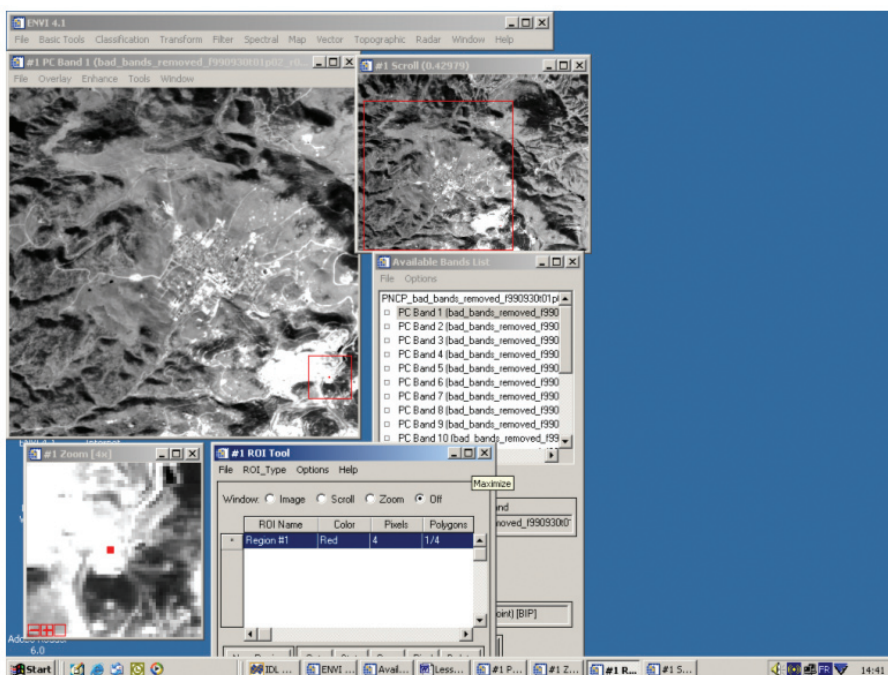 ENVI 4.1
File Basic Tools Classification Transform Filter Spectral Map Vector Topographic Radar Window Help
#1 PC Band 1 (bad_bands_removed_f990930t01p02_r0...
File Overlay Enhance Tools Window
#1 Scroll (0.42979)
Available Bands List
File Options
PNCP_bad_bands_removed_f990930t01p
PC Band 1 (bad_bands_removed_f990
PC Band 2 (bad_bands_removed_f990
PC Band 3 (bad_bands_removed_f990
PC Band 4 (bad_bands_removed_f990
PC Band 5 (bad_bands_removed_f990
PC Band 6 (bad_bands_removed_f990
PC Band 7 (bad_bands_removed_f990
PC Band 8 (bad_bands_removed_f990
PC Band 9 (bad_bands_removed_f990
PC Band 10 (bad_bands_removed_f99
#1 Zoom [4x]
#1 ROI Tool
File ROI_Type Options Help
Maximize
Window: Image Scroll Zoom Off
ROI Name Color Pixels Polygons
Region #1 Red 4 1/4
and
moved_f990930t0
oint) [BIP]
6.0
Start
IDL ...
ENVI ...
Avail...
Less...
#1 P...
#1 Z...
#1 R...
#1 S...
FR
14:41